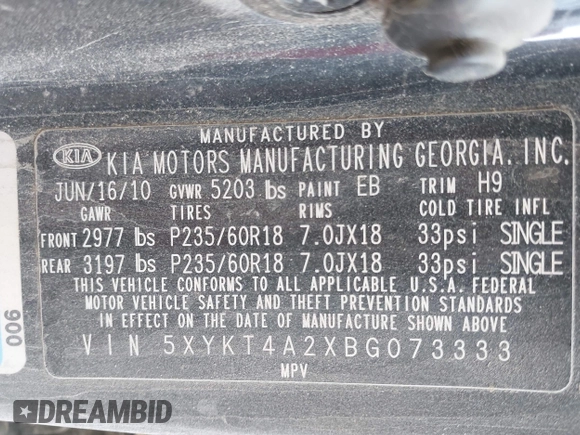 MANUFACTURED BY
KIA KIA MOTORS MANUFACTURING GEORGIA. INC.
JUN/16/10 GVWR 5203 lbs PAINT EB TRIM H9
GAWR TIRES RIMS COLD TIRE INFL
FRONT 2977 lbs P235/60R18 7.0JX18 33psi SINGLE
REAR 3197 lbs P235/60R18 7.0JX18 33psi SINGLE
THIS VEHICLE CONFORMS TO ALL APPLICABLE U.S.A. FEDERAL
MOTOR VEHICLE SAFETY AND THEFT PREVENTION STANDARDS
IN EFFECT ON THE DATE OF MANUFACTURE SHOWN ABOVE
VIN 5XYKT4A2XBG073333
MPV
006
DREAMBID